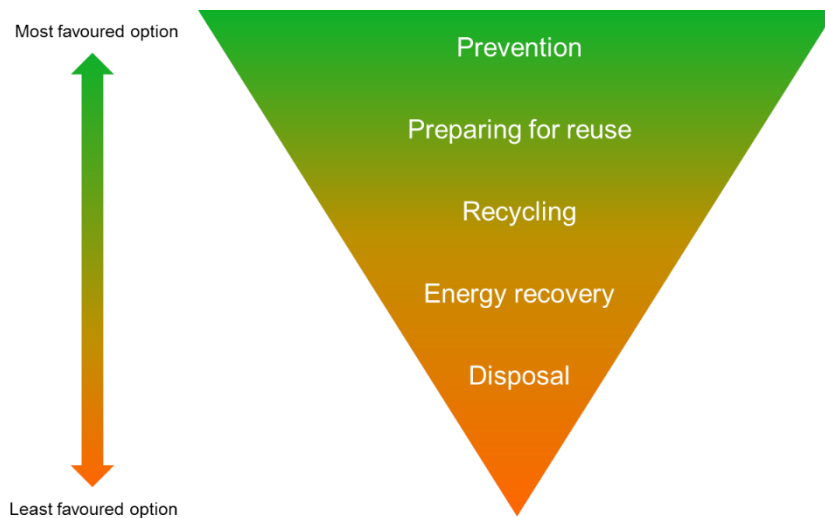 Most favoured option
Prevention
Preparing for reuse
Recycling
Energy recovery
Disposal
Least favoured option